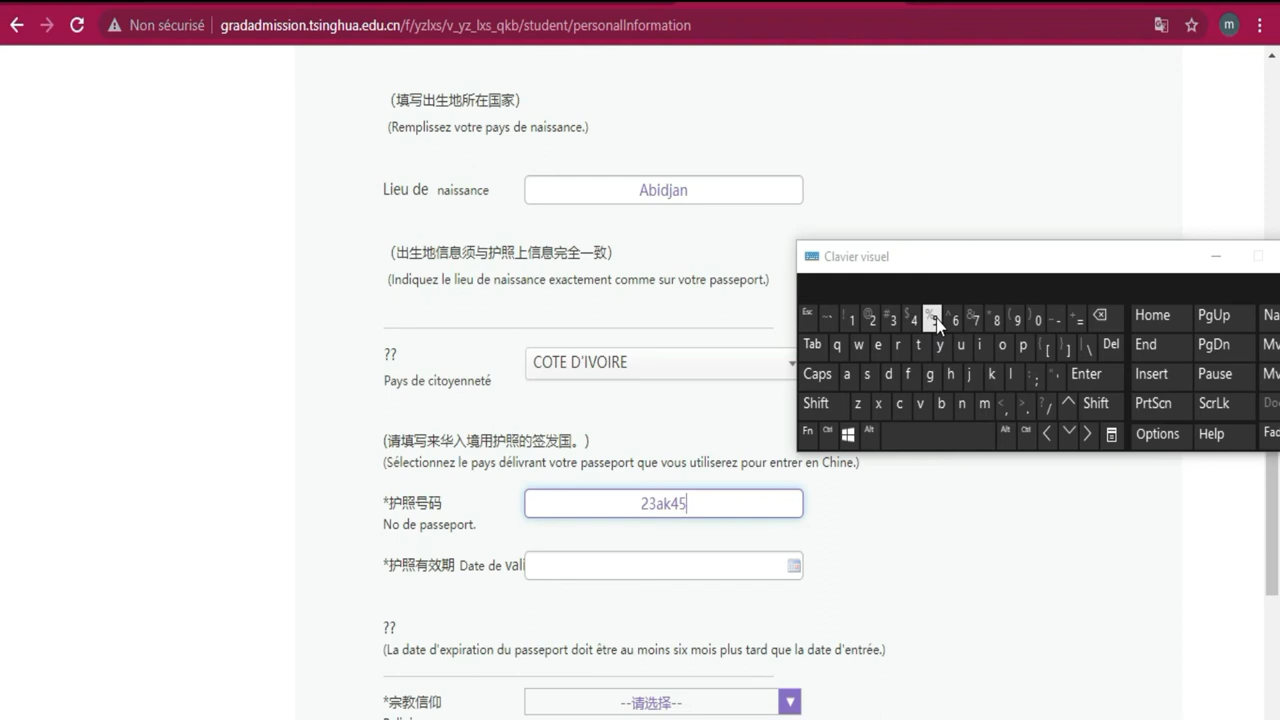 Non sécurisé gradadmission.tsinghua.edu.cn/f/yzlxs/v_yz_lxs_qkb/student/personalInformation m
（填写出生地所在国家）
(Remplissez votre pays de naissance.)
Lieu de naissance Abidjan
（出生地信息须与护照上信息完全一致）
(Indiquez le lieu de naissance exactement comme sur votre passeport.)
??
Pays de citoyenneté
COTE D'IVOIRE
(请填写来华入境用护照的签发国。)
(Sélectionnez le pays délivrant votre passeport que vous utiliserez pour entrer en Chine.)
*护照号码
No de passeport.
23ak45
*护照有效期 Date de vali
??
(La date d'expiration du passeport doit être au moins six mois plus tard que la date d'entrée.)
*宗教信仰 --请选择--
Clavier visuel
Esc ~ ` ! 1 @ 2 # 3 $ 4 % 5 ^ 6 & 7 * 8 ( 9 ) 0 _ - + = Home PgUp Na
Tab q w e r t y u i o p { [ } ] | \ Del End PgDn Mv
Caps a s d f g h j k l : ; " ' Enter Insert Pause Mv
Shift z x c v b n m < , > . ? / Shift PrtScn ScrLk Do
Fn Ctrl Alt Alt Ctrl Options Help Fad